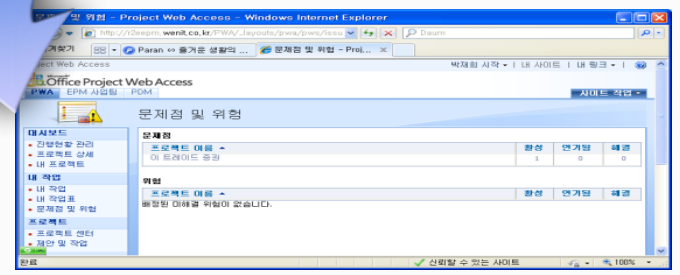 및 위험 - Project Web Access - Windows Internet Explorer
http://r2eepm.wenit.co.kr/PWA/_layouts/pwa/pws/issu
Daum
겨찾기
Paran ⇔ 즐거운 생활의 ...
문제점 및 위험 - Proj...
ject Web Access
박재휘 시작
내 사이트
내 링크
Microsoft
Office Project Web Access
PWA
EPM 사업팀
PDM
사이트 작업
문제점 및 위험
대시보드
진행현황 관리
프로젝트 상세
내 프로젝트
내 작업
내 작업
내 작업표
문제점 및 위험
프로젝트
프로젝트 센터
제안 및 작업
문제점
프로젝트 이름 활성 연기됨 해결
이 트레이드 증권 1 0 0
위험
프로젝트 이름 활성 연기됨 해결
배정된 미해결 위험이 없습니다.
완료
신뢰할 수 있는 사이트
100%